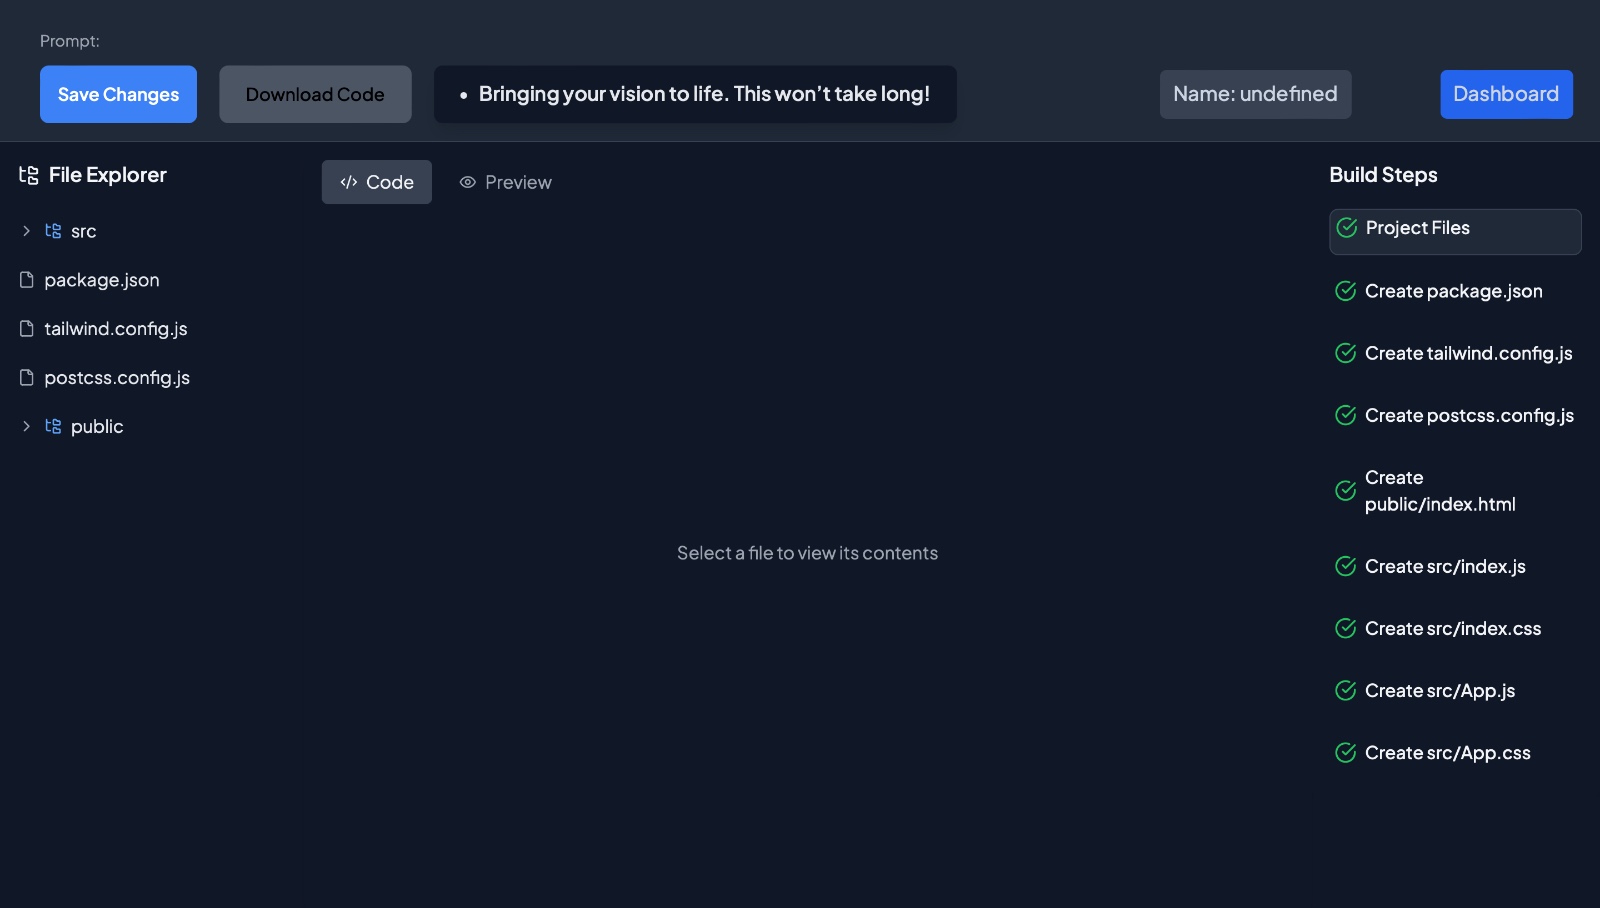 Prompt:
Save Changes
Download Code
• Bringing your vision to life. This won’t take long!
Name: undefined
Dashboard
File Explorer
src
package.json
tailwind.config.js
postcss.config.js
public
Code
Preview
Select a file to view its contents
Build Steps
Project Files
Create package.json
Create tailwind.config.js
Create postcss.config.js
Create
public/index.html
Create src/index.js
Create src/index.css
Create src/App.js
Create src/App.css